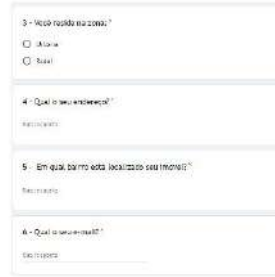 3 - Você reside na zona: *
Urbana
Rural
4 - Qual o seu endereço? *
Sua resposta
5 - Em qual bairro está localizado seu imóvel? *
Sua resposta
6 - Qual o seu e-mail? *
Sua resposta